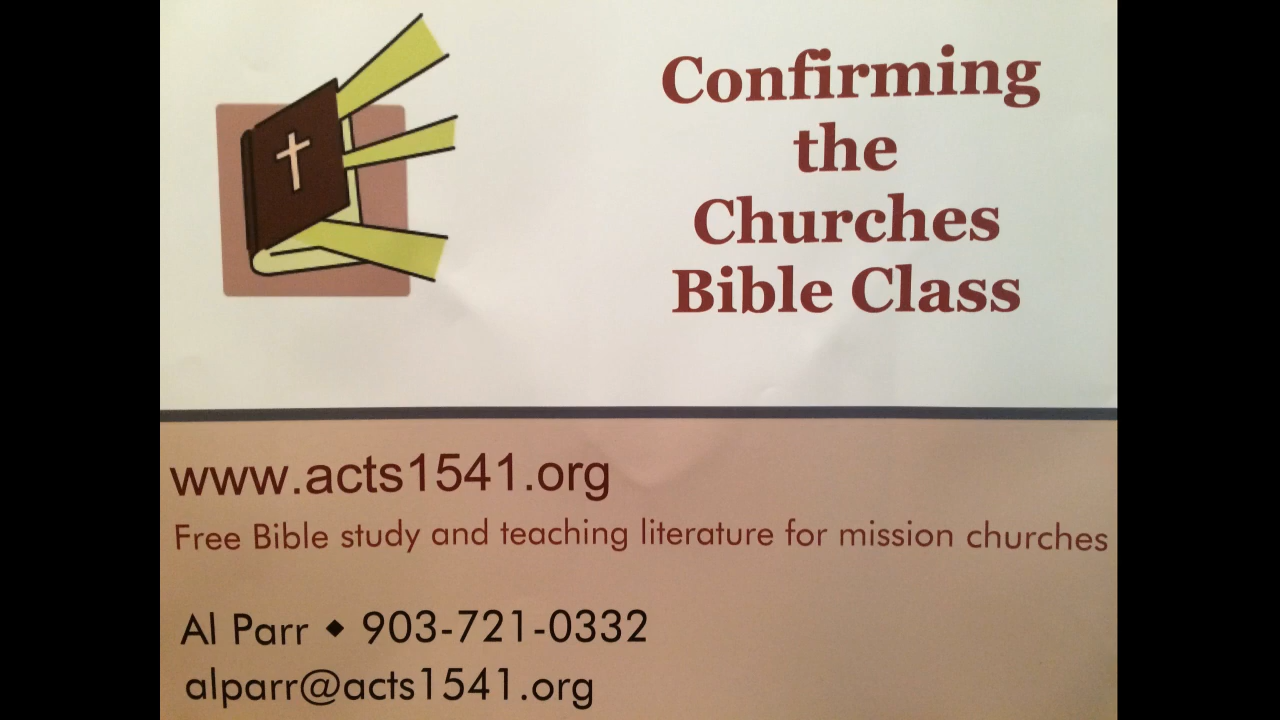 Confirming
the
Churches
Bible Class
www.acts1541.org
Free Bible study and teaching literature for mission churches
Al Parr ◆ 903-721-0332
alparr@acts1541.org